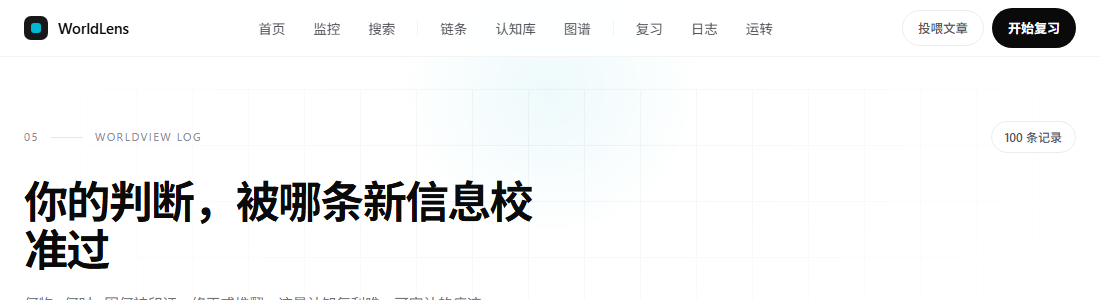 WorldLens
首页 监控 搜索 链条 认知库 图谱 复习 日志 运转
投喂文章 开始复习
05 WORLDVIEW LOG
100 条记录
你的判断，被哪条新信息校
准过